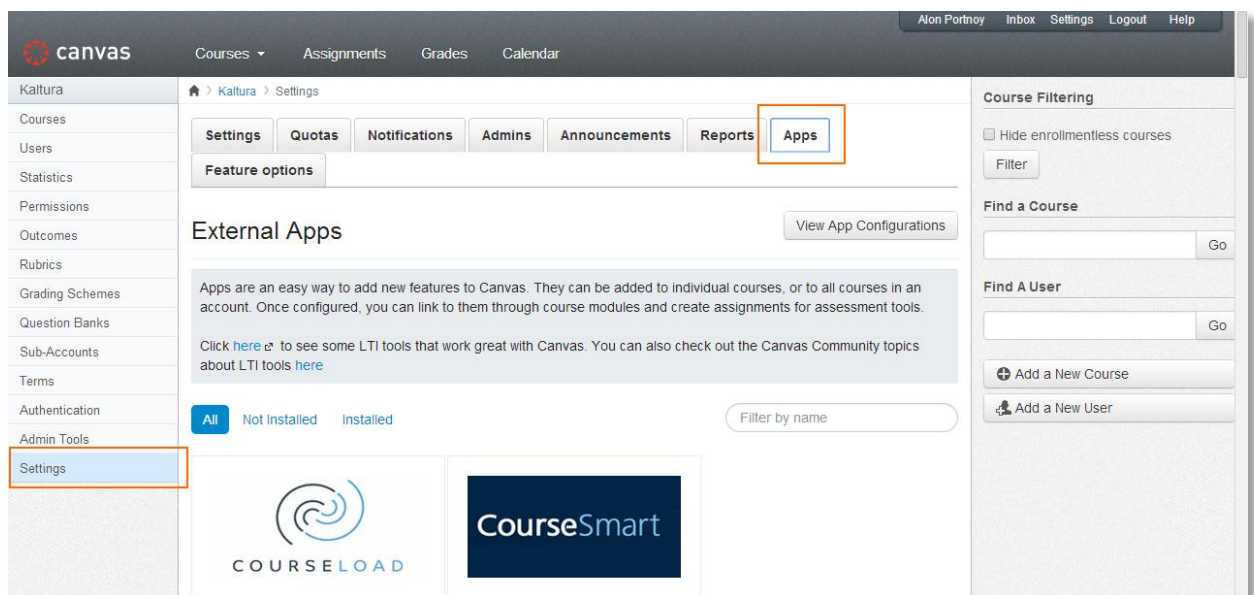 Alon Portnoy Inbox Settings Logout Help
canvas Courses Assignments Grades Calendar
Kaltura
Courses
Users
Statistics
Permissions
Outcomes
Rubrics
Grading Schemes
Question Banks
Sub-Accounts
Terms
Authentication
Admin Tools
Settings
> Kaltura > Settings
Settings Quotas Notifications Admins Announcements Reports Apps
Feature options
External Apps
View App Configurations
Apps are an easy way to add new features to Canvas. They can be added to individual courses, or to all courses in an
account. Once configured, you can link to them through course modules and create assignments for assessment tools.
Click here to see some LTI tools that work great with Canvas. You can also check out the Canvas Community topics
about LTI tools here
All Not Installed Installed
Filter by name
COURSELOAD
CourseSmart
Course Filtering
Hide enrollmentless courses
Filter
Find a Course
Go
Find A User
Go
Add a New Course
Add a New User